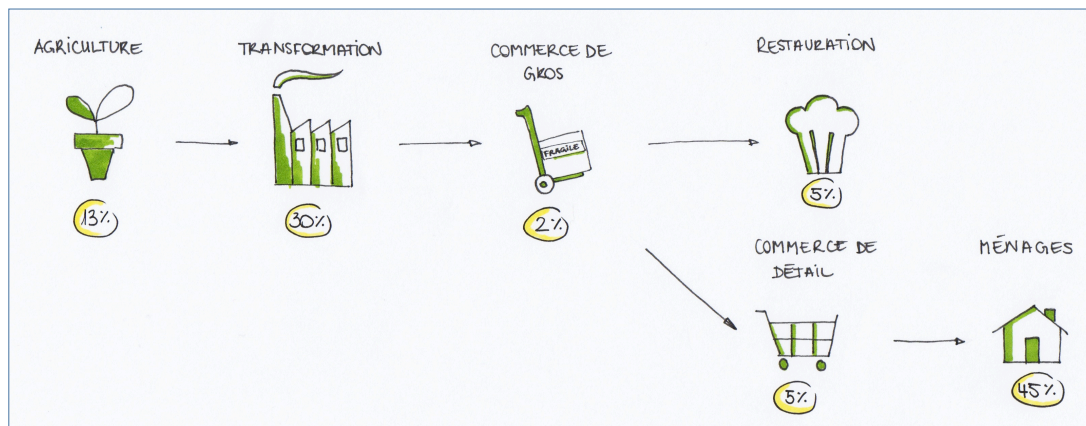 AGRICULTURE
13%
TRANSFORMATION
30%
COMMERCE DE
GROS
FRAGILE
2%
RESTAURATION
5%
COMMERCE DE
DÉTAIL
5%
MÉNAGES
45%